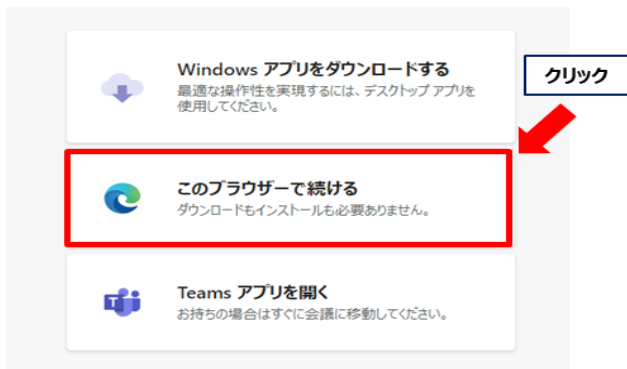 Windows アプリをダウンロードする
最適な操作性を実現するには、デスクトップ アプリを
使用してください。
クリック
このブラウザーで続ける
ダウンロードもインストールも必要ありません。
Teams アプリを開く
お持ちの場合はすぐに会議に移動してください。